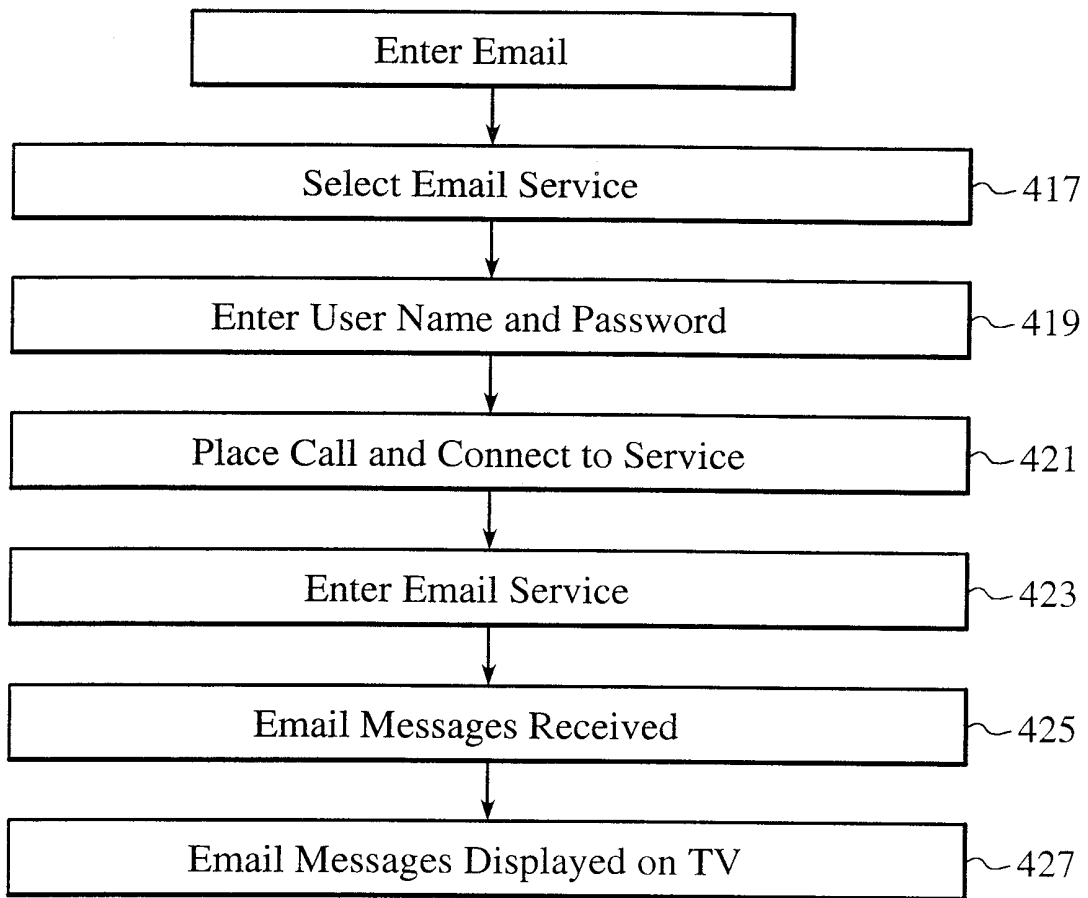 Enter Email
Select Email Service
417
Enter User Name and Password
419
Place Call and Connect to Service
421
Enter Email Service
423
Email Messages Received
425
Email Messages Displayed on TV
427